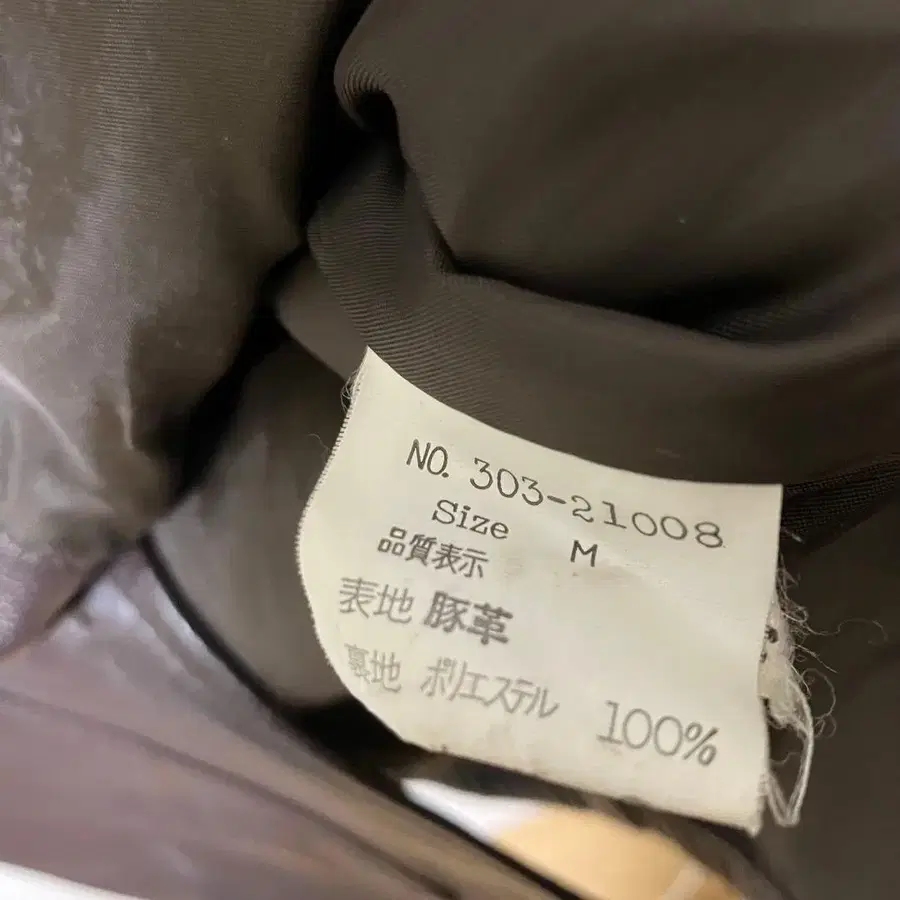 NO. 303-21008
Size M
品質表示
表地 豚革
裏地 ポリエステル 100%